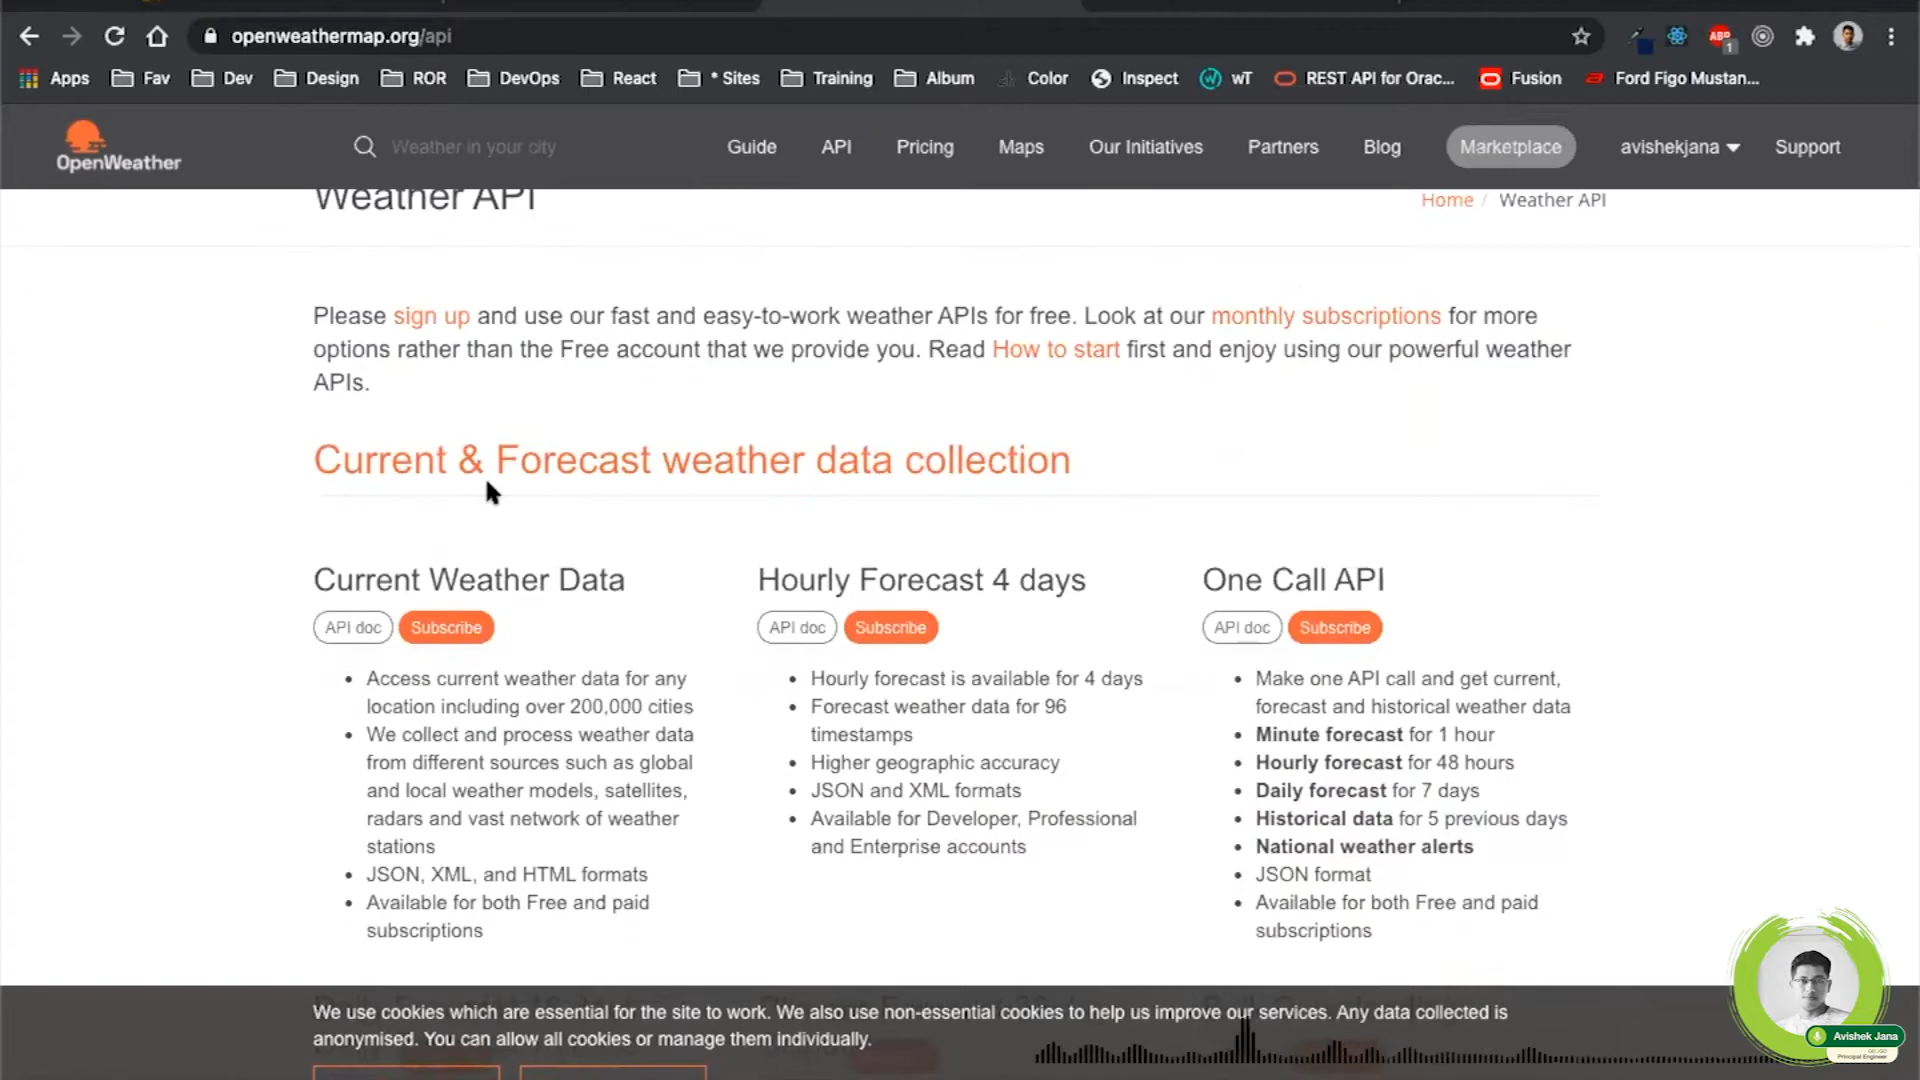 openweathermap.org/api
ABP
1
Apps Fav Dev Design ROR DevOps React * Sites Training Album Color Inspect wT REST API for Orac... Fusion Ford Figo Mustan...
OpenWeather
Weather in your city
Guide API Pricing Maps Our Initiatives Partners Blog Marketplace avishekjana Support
Weather API
Home / Weather API
Please sign up and use our fast and easy-to-work weather APIs for free. Look at our monthly subscriptions for more
options rather than the Free account that we provide you. Read How to start first and enjoy using our powerful weather
APIs.
Current & Forecast weather data collection
Current Weather Data
API doc Subscribe
• Access current weather data for any
location including over 200,000 cities
• We collect and process weather data
from different sources such as global
and local weather models, satellites,
radars and vast network of weather
stations
• JSON, XML, and HTML formats
• Available for both Free and paid
subscriptions
Hourly Forecast 4 days
API doc Subscribe
• Hourly forecast is available for 4 days
• Forecast weather data for 96
timestamps
• Higher geographic accuracy
• JSON and XML formats
• Available for Developer, Professional
and Enterprise accounts
One Call API
API doc Subscribe
• Make one API call and get current,
forecast and historical weather data
• Minute forecast for 1 hour
• Hourly forecast for 48 hours
• Daily forecast for 7 days
• Historical data for 5 previous days
• National weather alerts
• JSON format
• Available for both Free and paid
subscriptions
We use cookies which are essential for the site to work. We also use non-essential cookies to help us improve our services. Any data collected is
anonymised. You can allow all cookies or manage them individually.
Avishek Jana
Principal Engineer